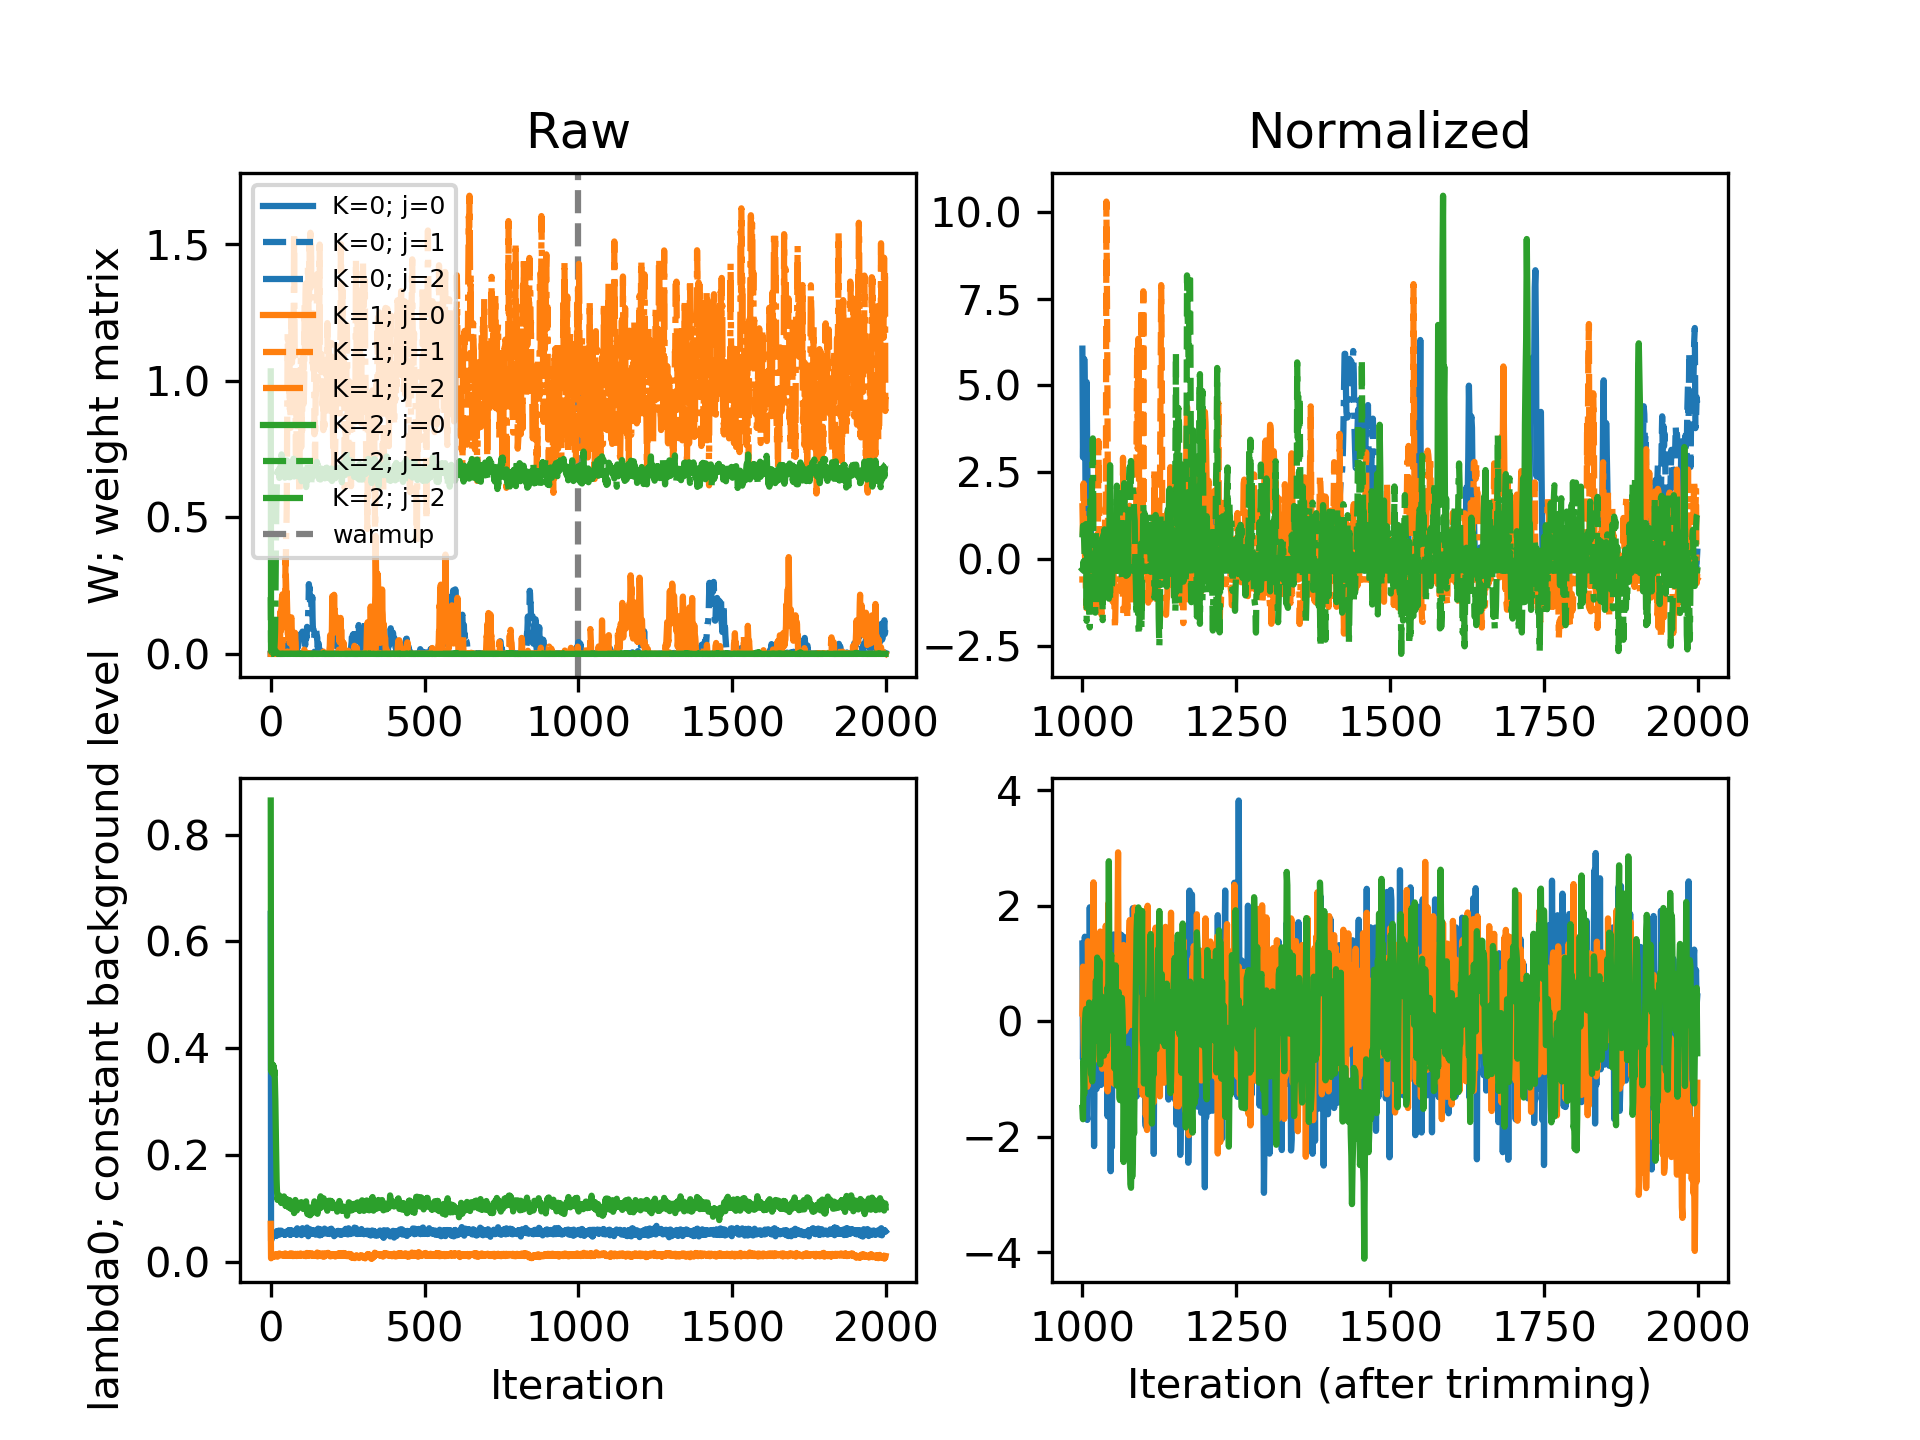 Raw
Normalized
W; weight matrix
1.5
1.0
0.5
0.0
K=0; j=0
K=0; j=1
K=0; j=2
K=1; j=0
K=1; j=1
K=1; j=2
K=2; j=0
K=2; j=1
K=2; j=2
warmup
0 500 1000 1500 2000
10.0
7.5
5.0
2.5
0.0
−2.5
1000 1250 1500 1750 2000
lambda0; constant background level
0.8
0.6
0.4
0.2
0.0
0 500 1000 1500 2000
Iteration
4
2
0
−2
−4
1000 1250 1500 1750 2000
Iteration (after trimming)